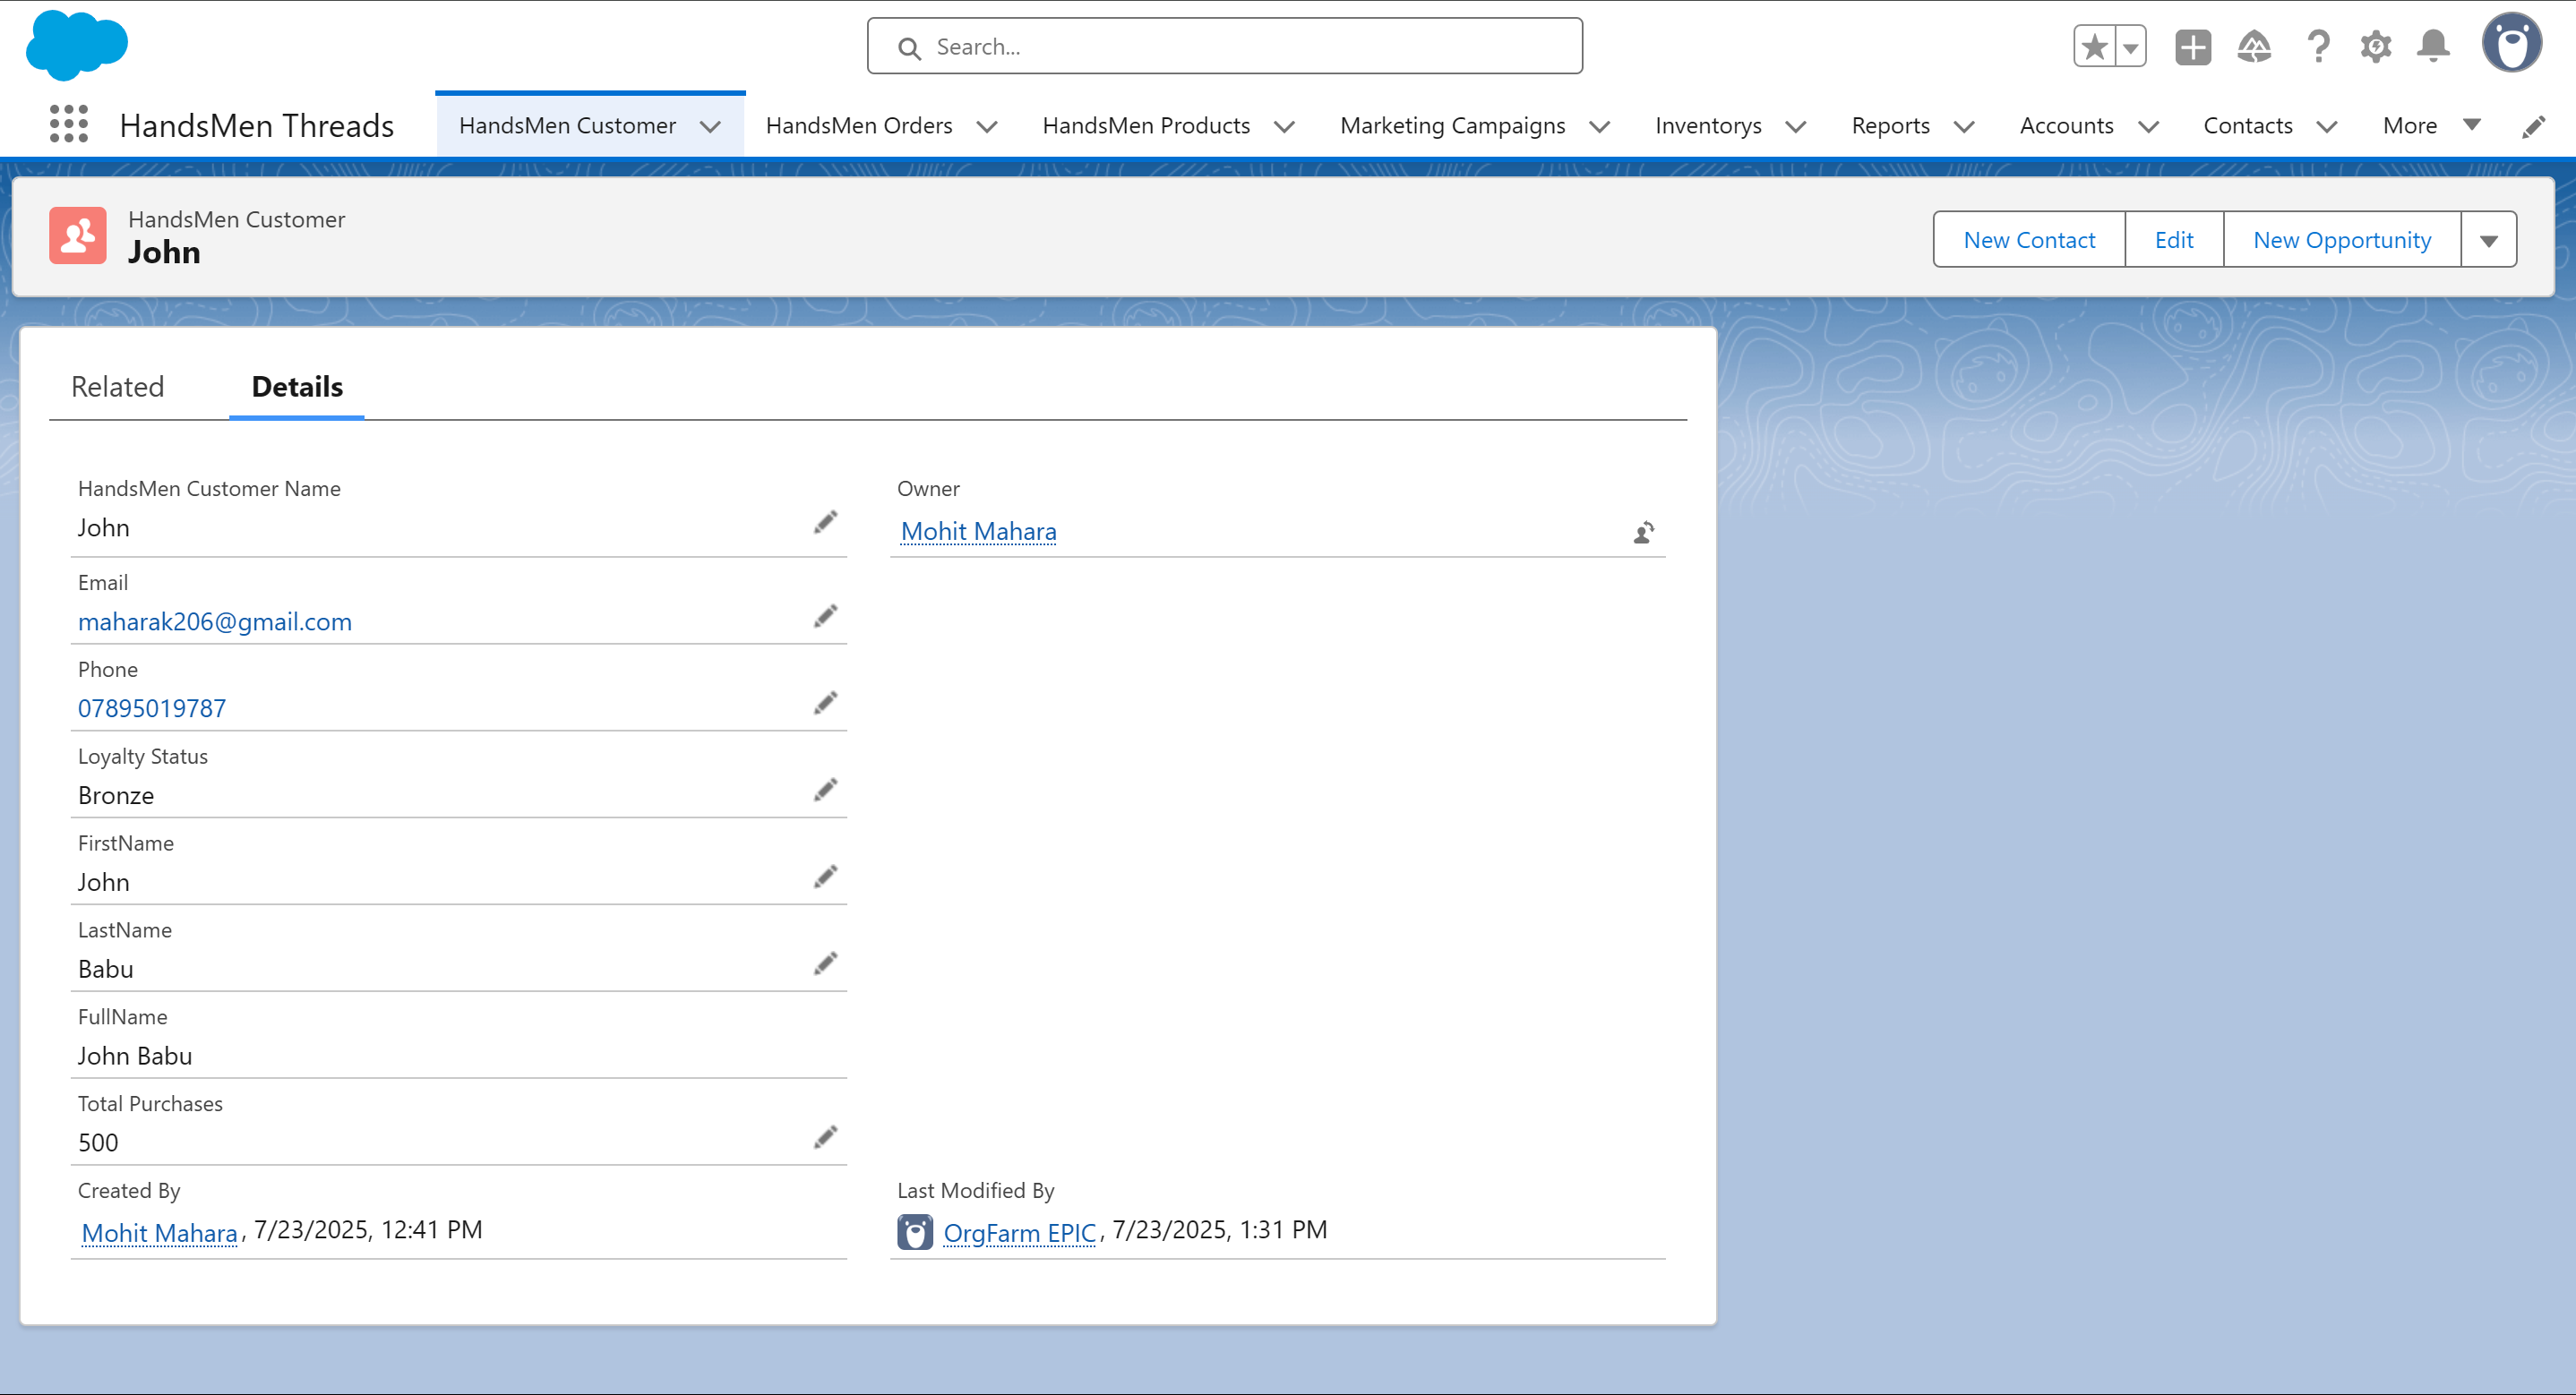 Search...
HandsMen Threads
HandsMen Customer
HandsMen Orders
HandsMen Products
Marketing Campaigns
Inventorys
Reports
Accounts
Contacts
More
HandsMen Customer
John
New Contact
Edit
New Opportunity
Related
Details
HandsMen Customer Name
John
Owner
Mohit Mahara
Email
maharak206@gmail.com
Phone
07895019787
Loyalty Status
Bronze
FirstName
John
LastName
Babu
FullName
John Babu
Total Purchases
500
Created By
Mohit Mahara, 7/23/2025, 12:41 PM
Last Modified By
OrgFarm EPIC, 7/23/2025, 1:31 PM